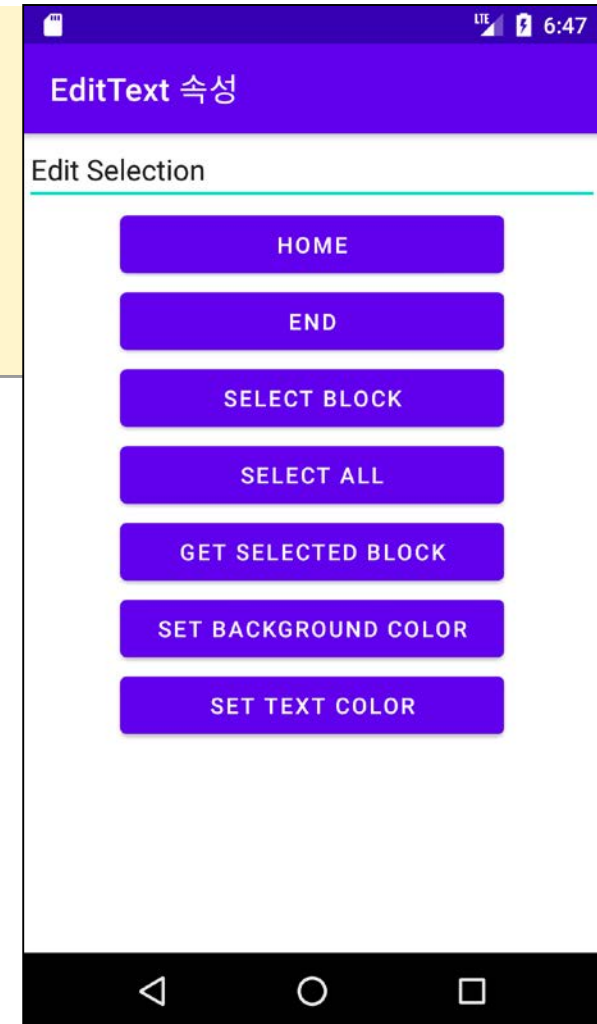 LTE 6:47
EditText 속성
Edit Selection
HOME
END
SELECT BLOCK
SELECT ALL
GET SELECTED BLOCK
SET BACKGROUND COLOR
SET TEXT COLOR